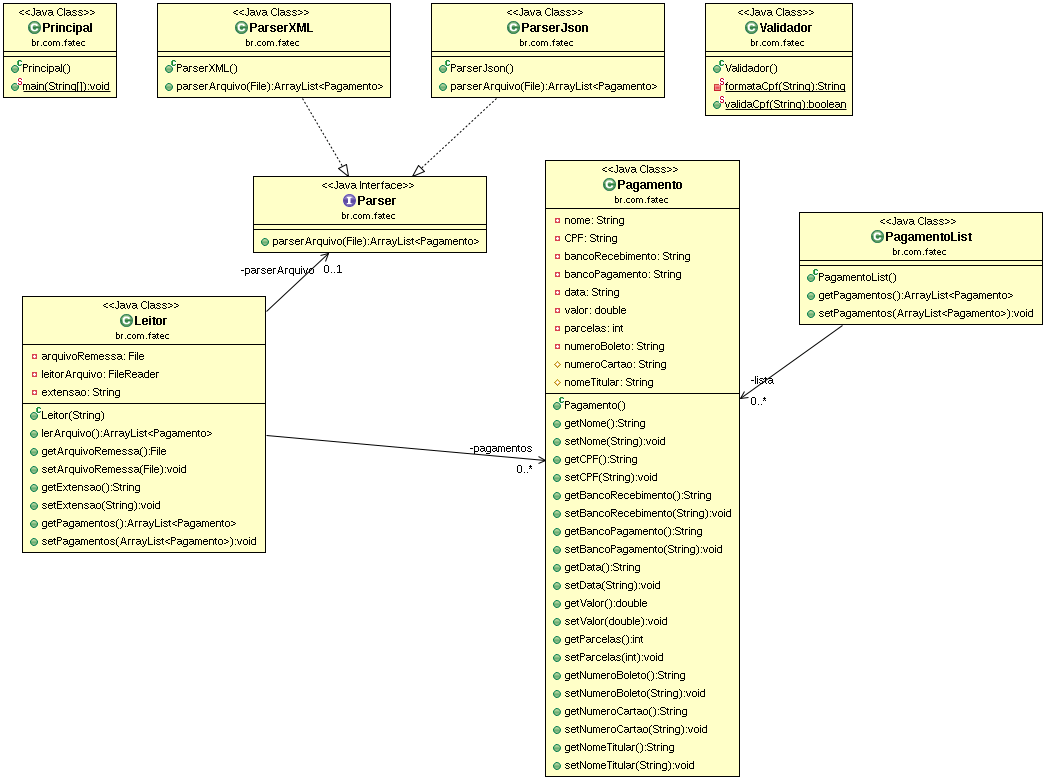 <<Java Class>>
Principal
br.com.fatec
Principal()
main(String[]):void
<<Java Class>>
ParserXML
br.com.fatec
ParserXML()
parserArquivo(File):ArrayList<Pagamento>
<<Java Class>>
ParserJson
br.com.fatec
ParserJson()
parserArquivo(File):ArrayList<Pagamento>
<<Java Class>>
Validador
br.com.fatec
Validador()
formataCpf(String):String
validaCpf(String):boolean
<<Java Interface>>
Parser
br.com.fatec
parserArquivo(File):ArrayList<Pagamento>
-parserArquivo
0..1
<<Java Class>>
Leitor
br.com.fatec
arquivoRemessa: File
leitorArquivo: FileReader
extensao: String
Leitor(String)
lerArquivo():ArrayList<Pagamento>
getArquivoRemessa():File
setArquivoRemessa(File):void
getExtensao():String
setExtensao(String):void
getPagamentos():ArrayList<Pagamento>
setPagamentos(ArrayList<Pagamento>):void
-pagamentos
0..*
<<Java Class>>
Pagamento
br.com.fatec
nome: String
CPF: String
bancoRecebimento: String
bancoPagamento: String
data: String
valor: double
parcelas: int
numeroBoleto: String
numeroCartao: String
nomeTitular: String
Pagamento()
getNome():String
setNome(String):void
getCPF():String
setCPF(String):void
getBancoRecebimento():String
setBancoRecebimento(String):void
getBancoPagamento():String
setBancoPagamento(String):void
getData():String
setData(String):void
getValor():double
setValor(double):void
getParcelas():int
setParcelas(int):void
getNumeroBoleto():String
setNumeroBoleto(String):void
getNumeroCartao():String
setNumeroCartao(String):void
getNomeTitular():String
setNomeTitular(String):void
<<Java Class>>
PagamentoList
br.com.fatec
PagamentoList()
getPagamentos():ArrayList<Pagamento>
setPagamentos(ArrayList<Pagamento>):void
-lista
0..*